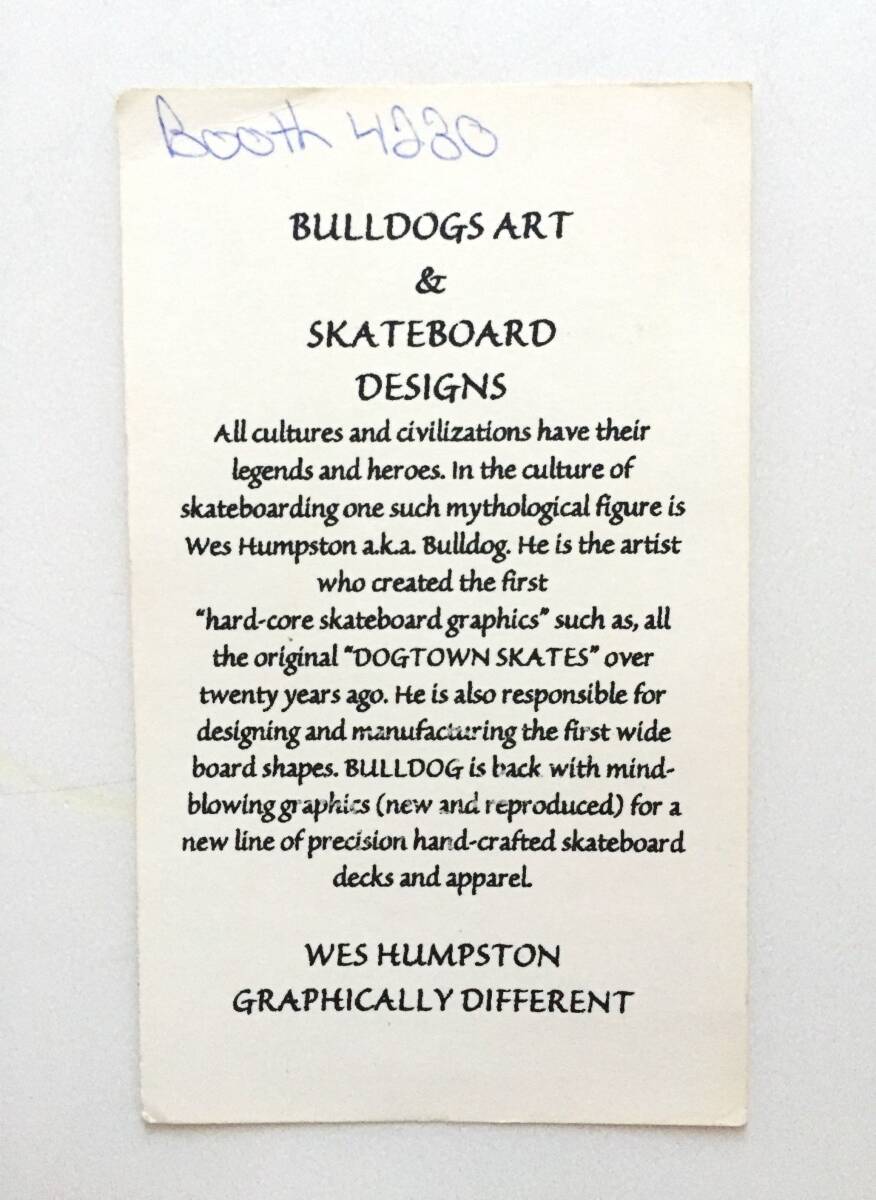 Booth 4230
BULLDOGS ART
&
SKATEBOARD
DESIGNS
All cultures and civilizations have their
legends and heroes. In the culture of
skateboarding one such mythological figure is
Wes Humpston a.k.a. Bulldog. He is the artist
who created the first
“hard-core skateboard graphics” such as, all
the original “DOGTOWN SKATES” over
twenty years ago. He is also responsible for
designing and manufacturing the first wide
board shapes. BULLDOG is back with mind-
blowing graphics (new and reproduced) for a
new line of precision hand-crafted skateboard
decks and apparel.
WES HUMPSTON
GRAPHICALLY DIFFERENT